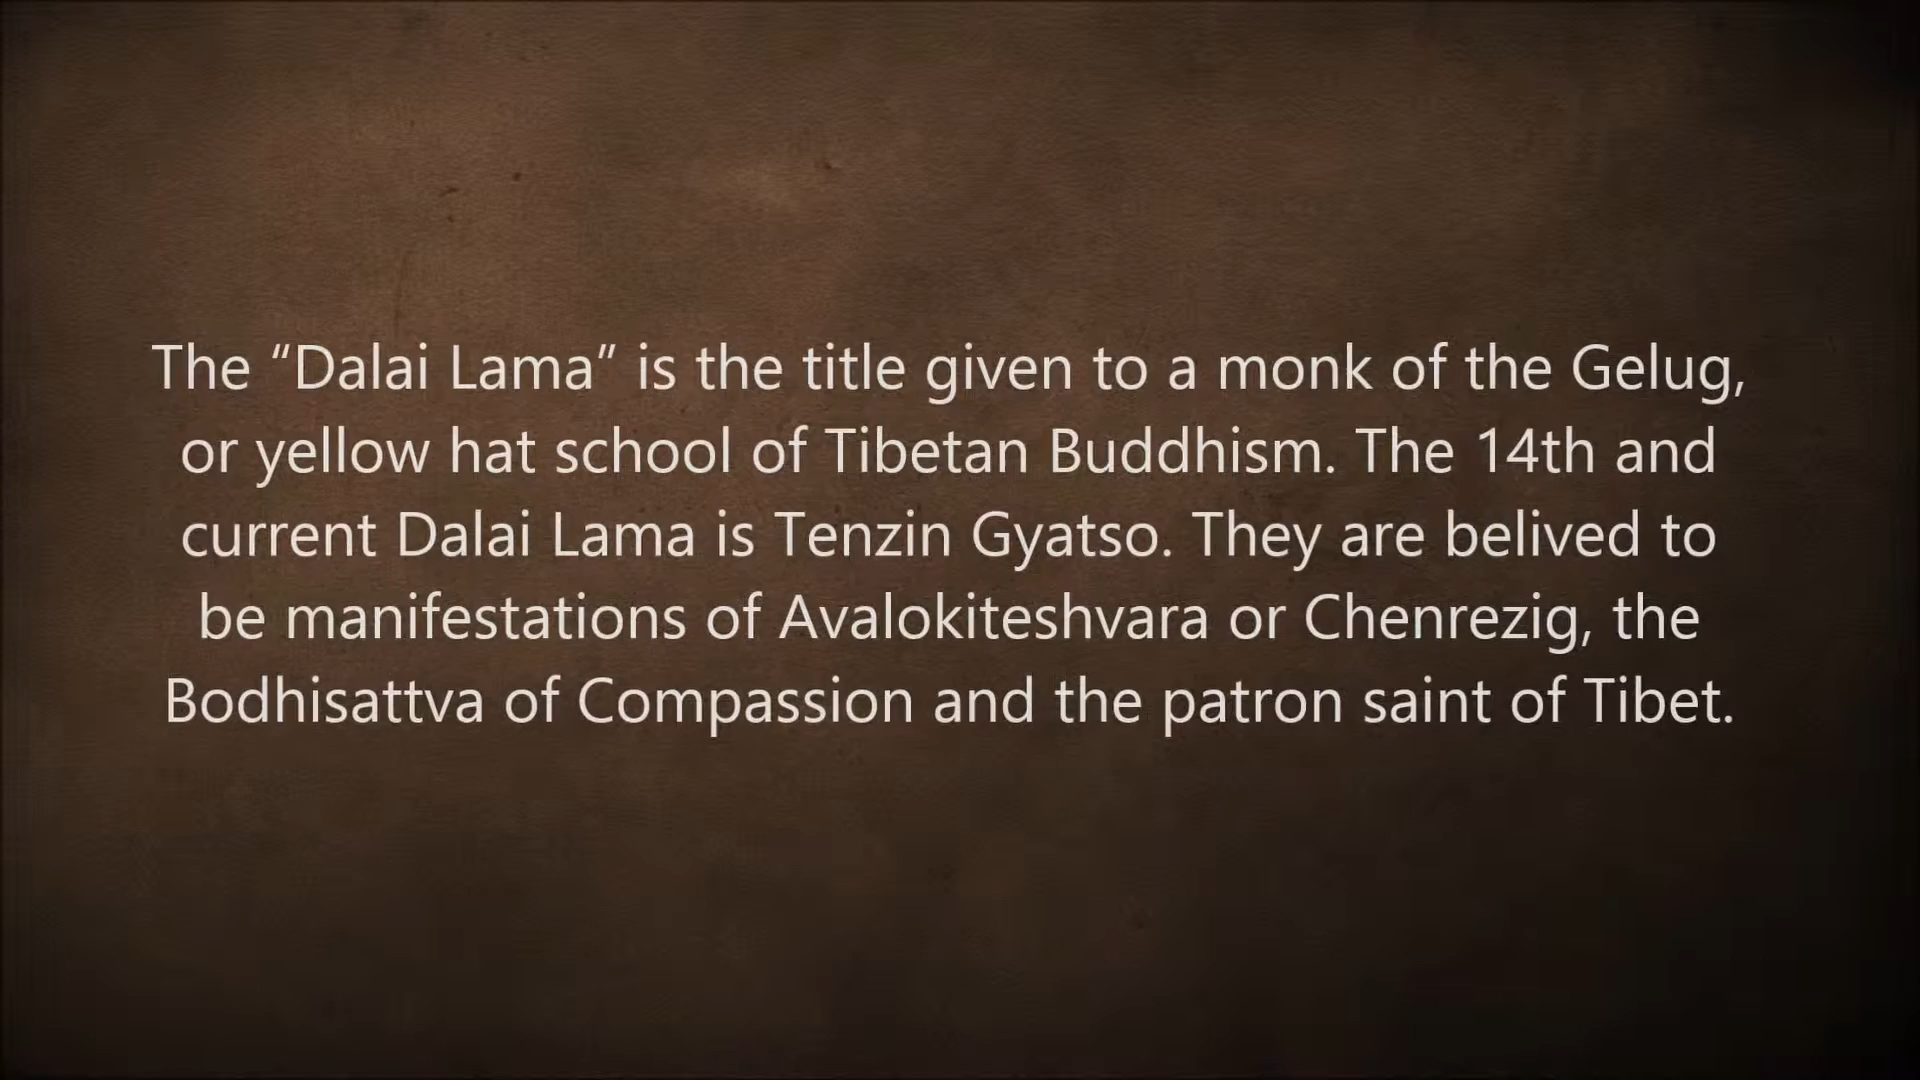 The “Dalai Lama” is the title given to a monk of the Gelug,
or yellow hat school of Tibetan Buddhism. The 14th and
current Dalai Lama is Tenzin Gyatso. They are belived to
be manifestations of Avalokiteshvara or Chenrezig, the
Bodhisattva of Compassion and the patron saint of Tibet.